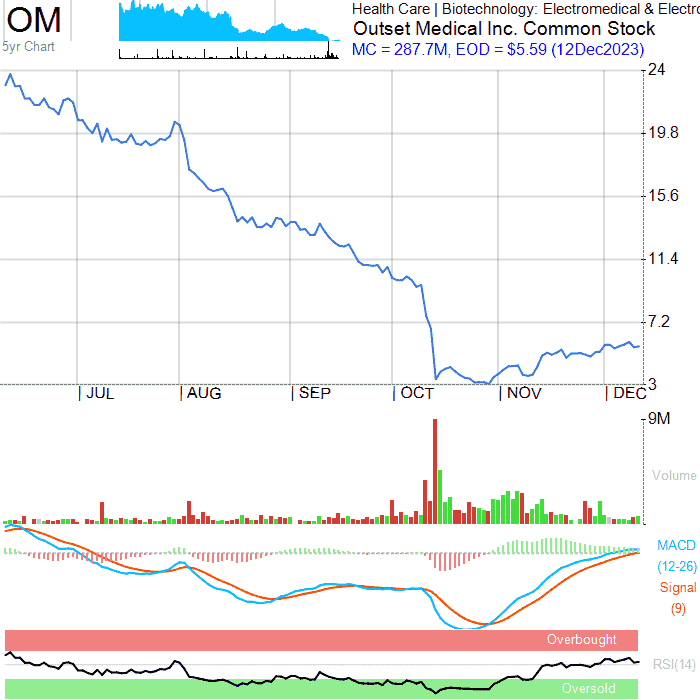 OM
5yr Chart
Health Care | Biotechnology: Electromedical & Electro
Outset Medical Inc. Common Stock
MC = 287.7M, EOD = $5.59 (12Dec2023)
24
19.8
15.6
11.4
7.2
3
JUL AUG SEP OCT NOV DEC
9M
Volume
MACD
(12-26)
Signal
(9)
Overbought
RSI(14)
Oversold